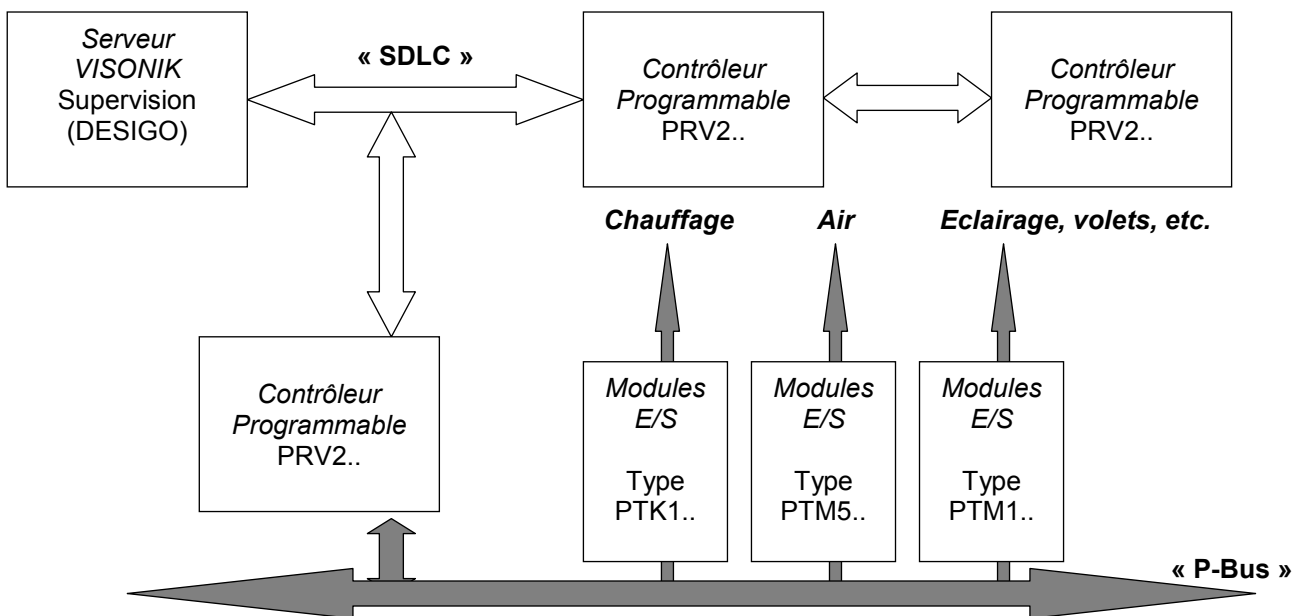 Serveur
VISONIK
Supervision
(DESIGO)
« SDLC »
Contrôleur
Programmable
PRV2..
Contrôleur
Programmable
PRV2..
Chauffage
Air
Eclairage, volets, etc.
Contrôleur
Programmable
PRV2..
Modules
E/S
Type
PTK1..
Modules
E/S
Type
PTM5..
Modules
E/S
Type
PTM1..
« P-Bus »